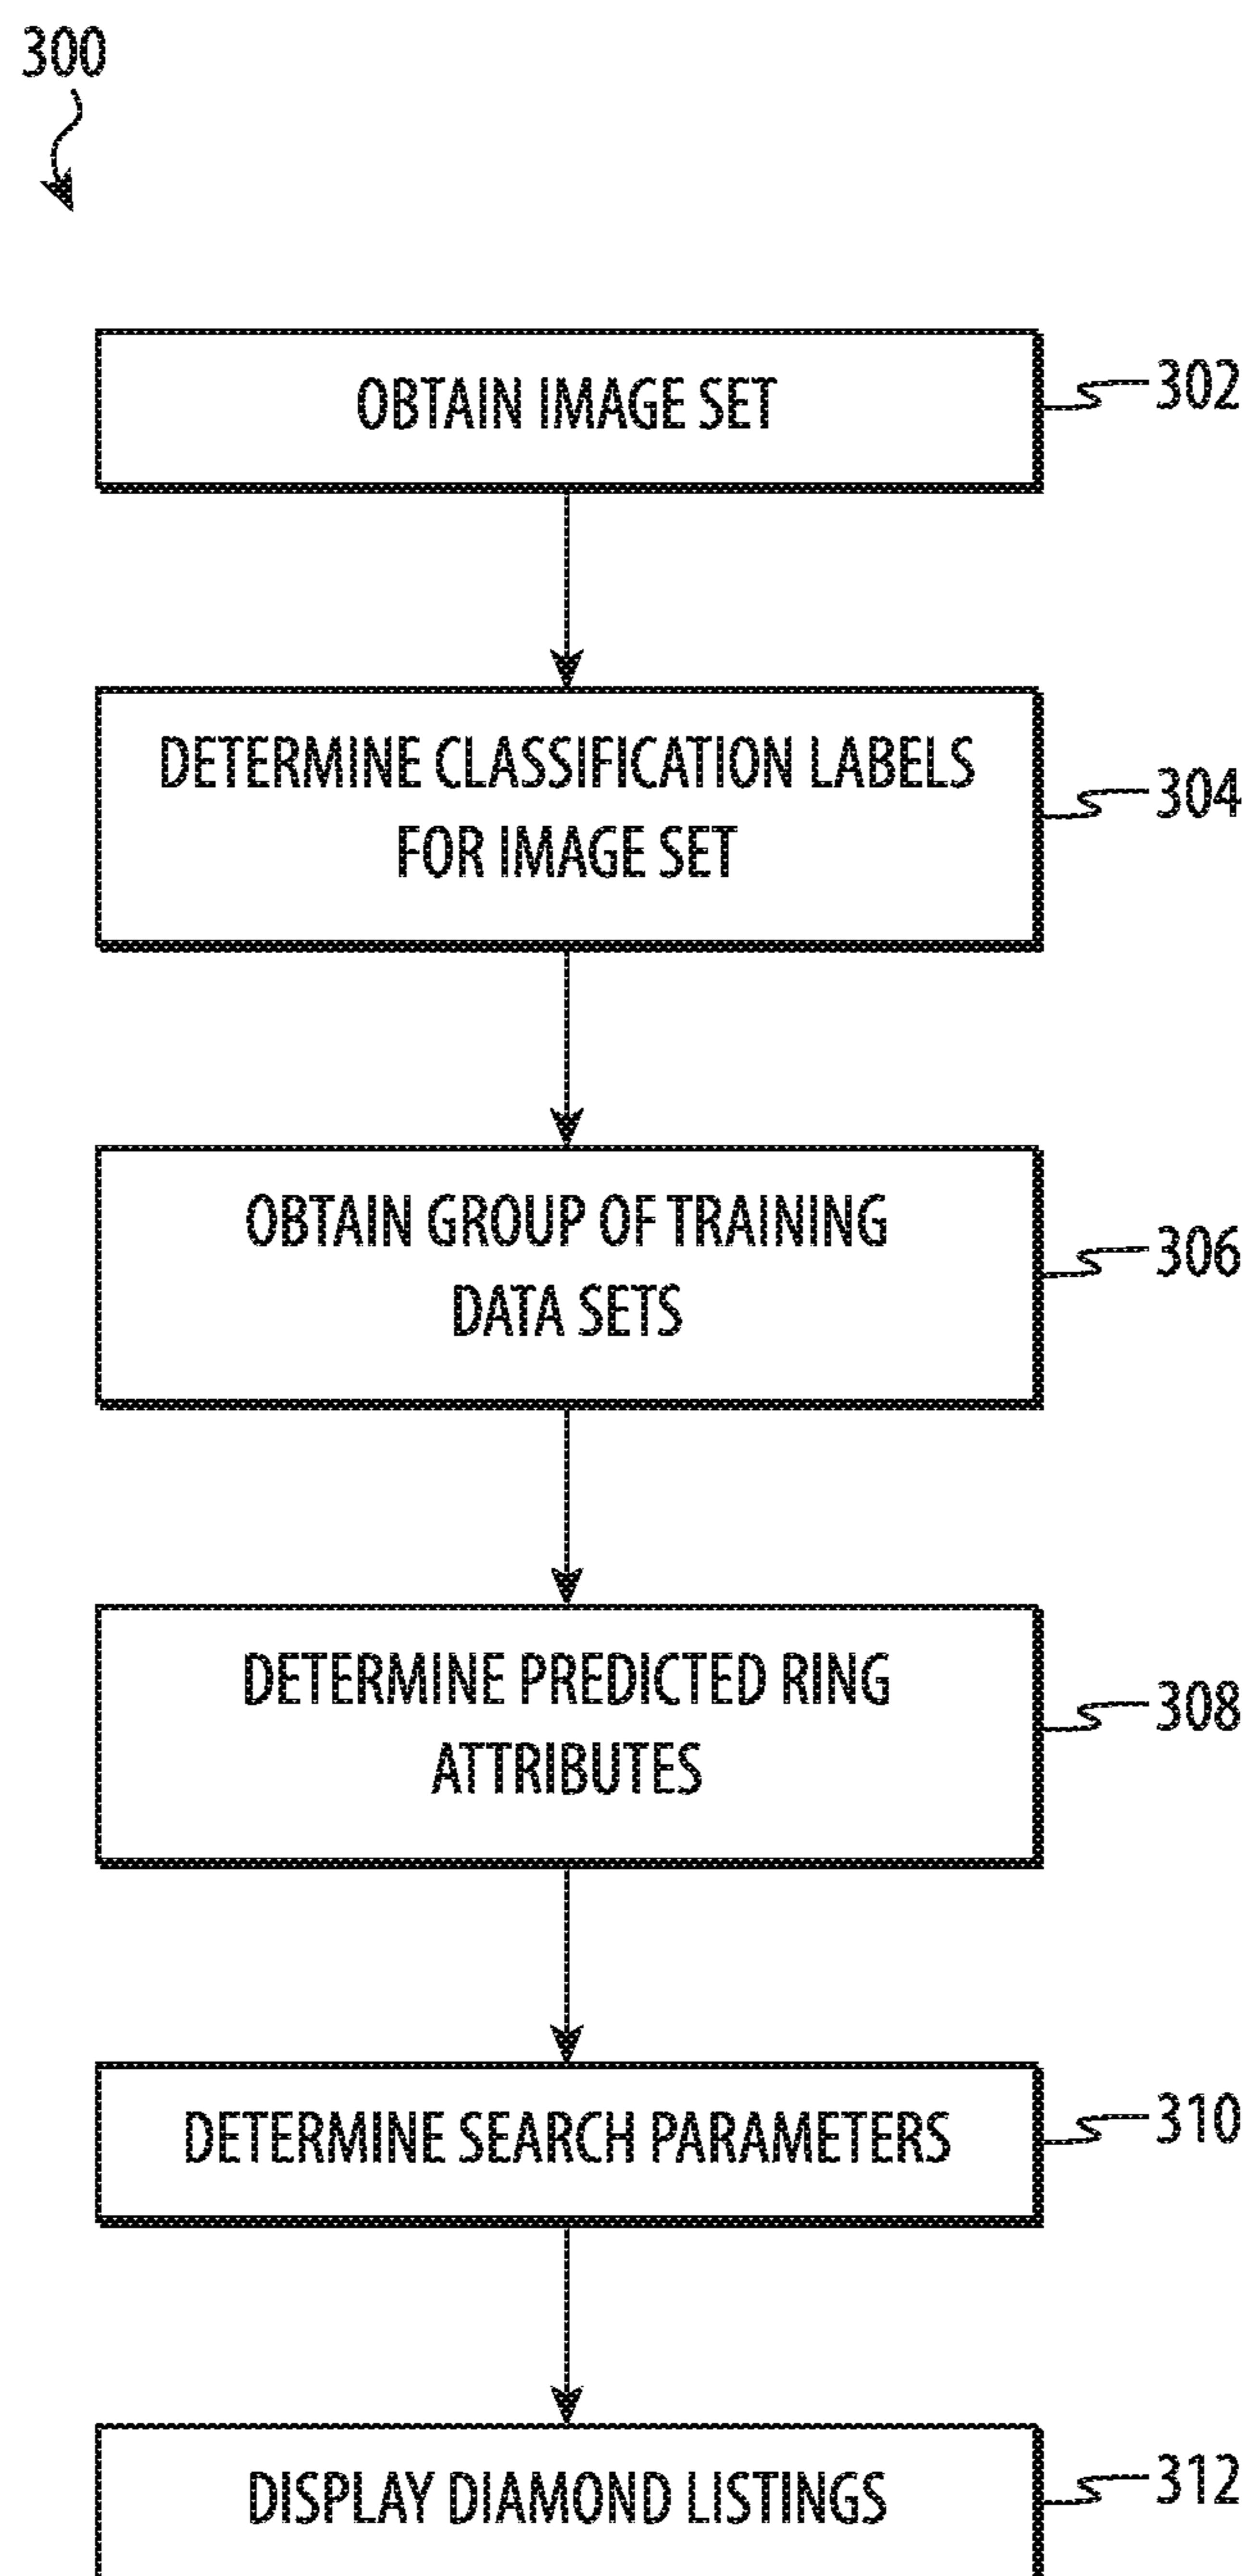 300
OBTAIN IMAGE SET
302
DETERMINE CLASSIFICATION LABELS
FOR IMAGE SET
304
OBTAIN GROUP OF TRAINING
DATA SETS
306
DETERMINE PREDICTED RING
ATTRIBUTES
308
DETERMINE SEARCH PARAMETERS
310
DISPLAY DIAMOND LISTINGS
312